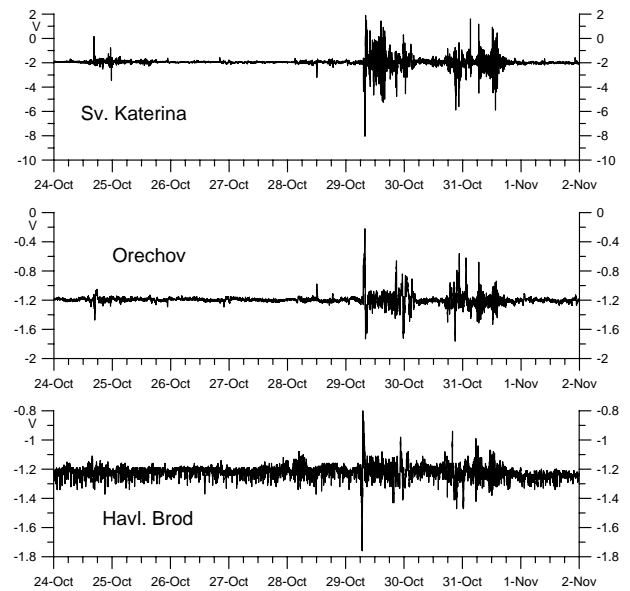 2 2
V
0 0
-2 -2
-4 -4
-6 -6
Sv. Katerina
-8 -8
-10 -10
24-Oct 25-Oct 26-Oct 27-Oct 28-Oct 29-Oct 30-Oct 31-Oct 1-Nov 2-Nov
0 0
V
-0.4 -0.4
Orechov
-0.8 -0.8
-1.2 -1.2
-1.6 -1.6
-2 -2
24-Oct 25-Oct 26-Oct 27-Oct 28-Oct 29-Oct 30-Oct 31-Oct 1-Nov 2-Nov
-0.8 -0.8
V
-1 -1
-1.2 -1.2
-1.4 -1.4
Havl. Brod
-1.6 -1.6
-1.8 -1.8
24-Oct 25-Oct 26-Oct 27-Oct 28-Oct 29-Oct 30-Oct 31-Oct 1-Nov 2-Nov